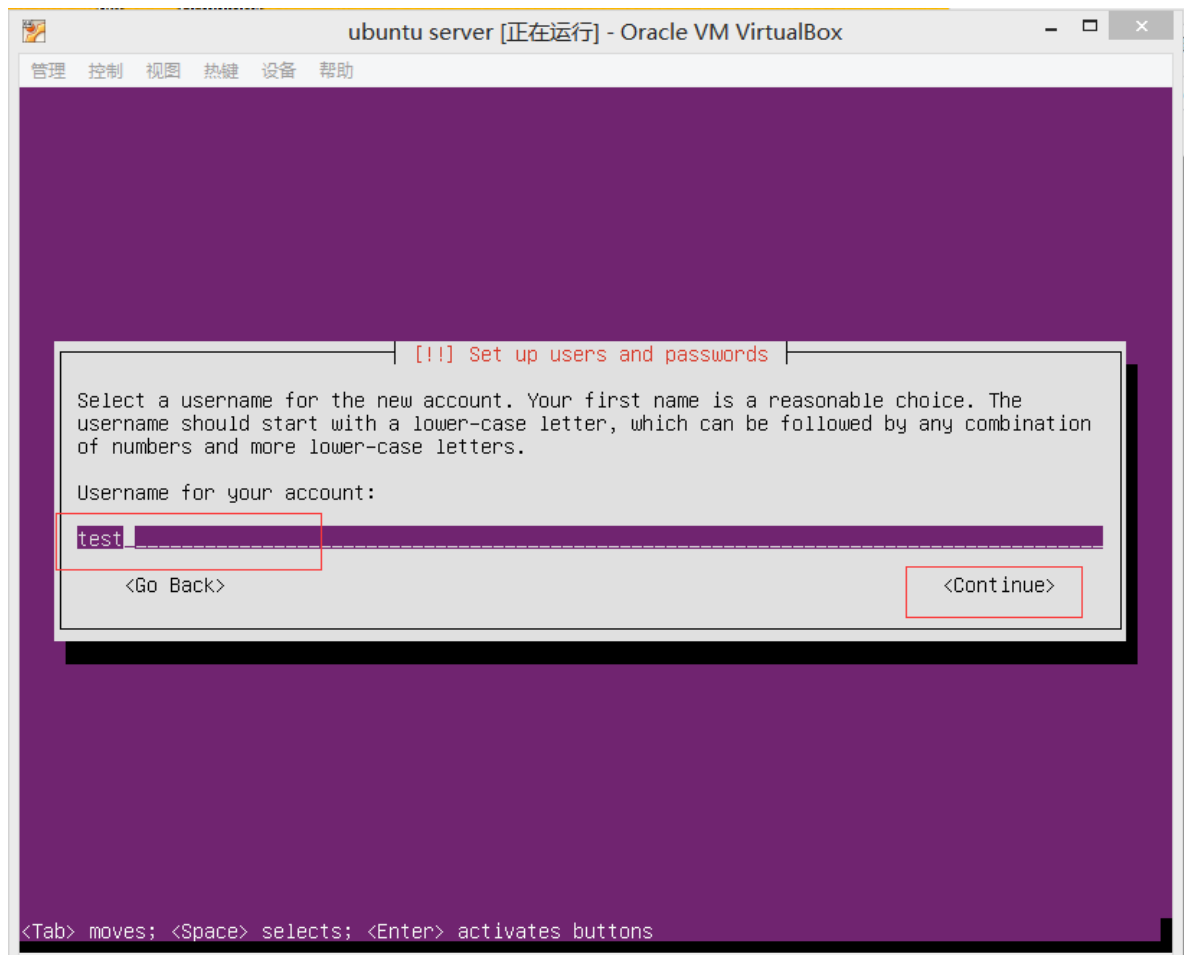 ubuntu server [正在运行] - Oracle VM VirtualBox
管理 控制 视图 热键 设备 帮助
[!!] Set up users and passwords
Select a username for the new account. Your first name is a reasonable choice. The
username should start with a lower-case letter, which can be followed by any combination
of numbers and more lower-case letters.
Username for your account:
test
<Go Back> <Continue>
<Tab> moves; <Space> selects; <Enter> activates buttons